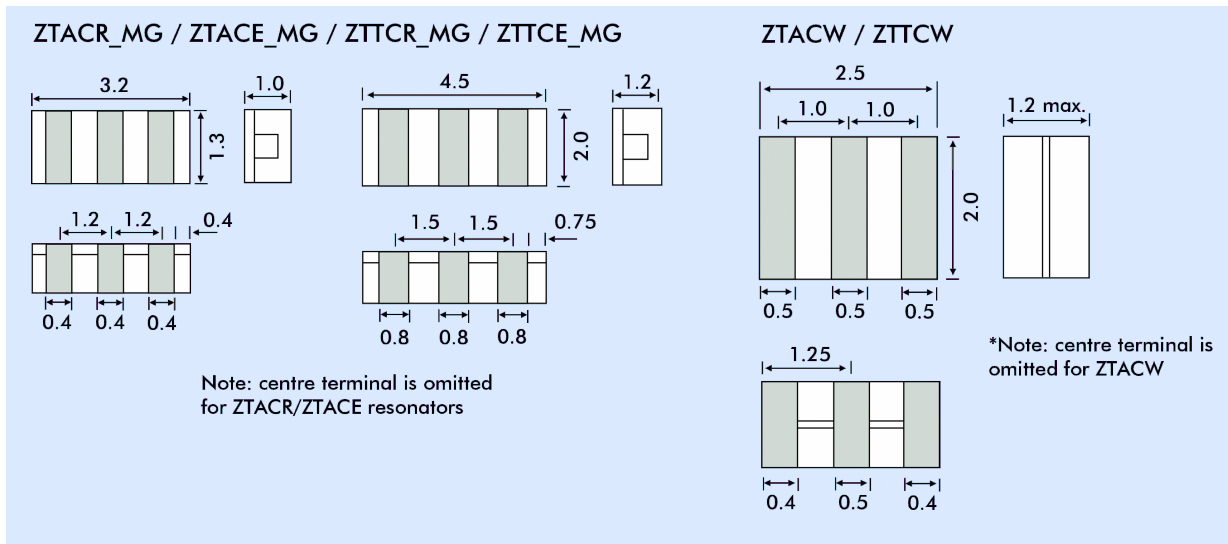 ZTACR_MG / ZTACE_MG / ZTTCR_MG / ZTTCE_MG
3.2
1.0
1.3
1.2 1.2 0.4
0.4 0.4 0.4
4.5
1.2
2.0
1.5 1.5 0.75
0.8 0.8 0.8
Note: centre terminal is omitted
for ZTACR/ZTACE resonators
ZTACW / ZTTCW
2.5
1.0 1.0
1.2 max.
2.0
0.5 0.5 0.5
*Note: centre terminal is
omitted for ZTACW
1.25
0.4 0.5 0.4